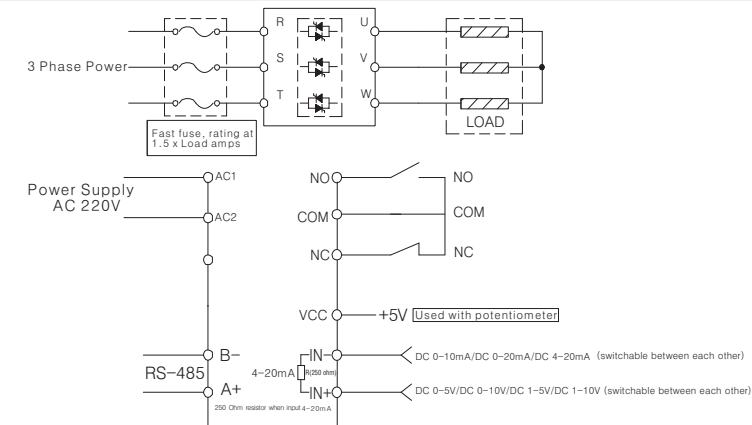 R
U
S
V
T
W
3 Phase Power
LOAD
Fast fuse, rating at
1.5 x Load amps
AC1
Power Supply
AC 220V
AC2
NO
NO
COM
COM
NC
NC
VCC
+5V
Used with potentiometer
B-
RS-485
A+
IN-
4-20mA
R(250 ohm)
IN+
250 Ohm resistor when input 4-20mA
DC 0-10mA/DC 0-20mA/DC 4-20mA (switchable between each other)
DC 0-5V/DC 0-10V/DC 1-5V/DC 1-10V (switchable between each other)